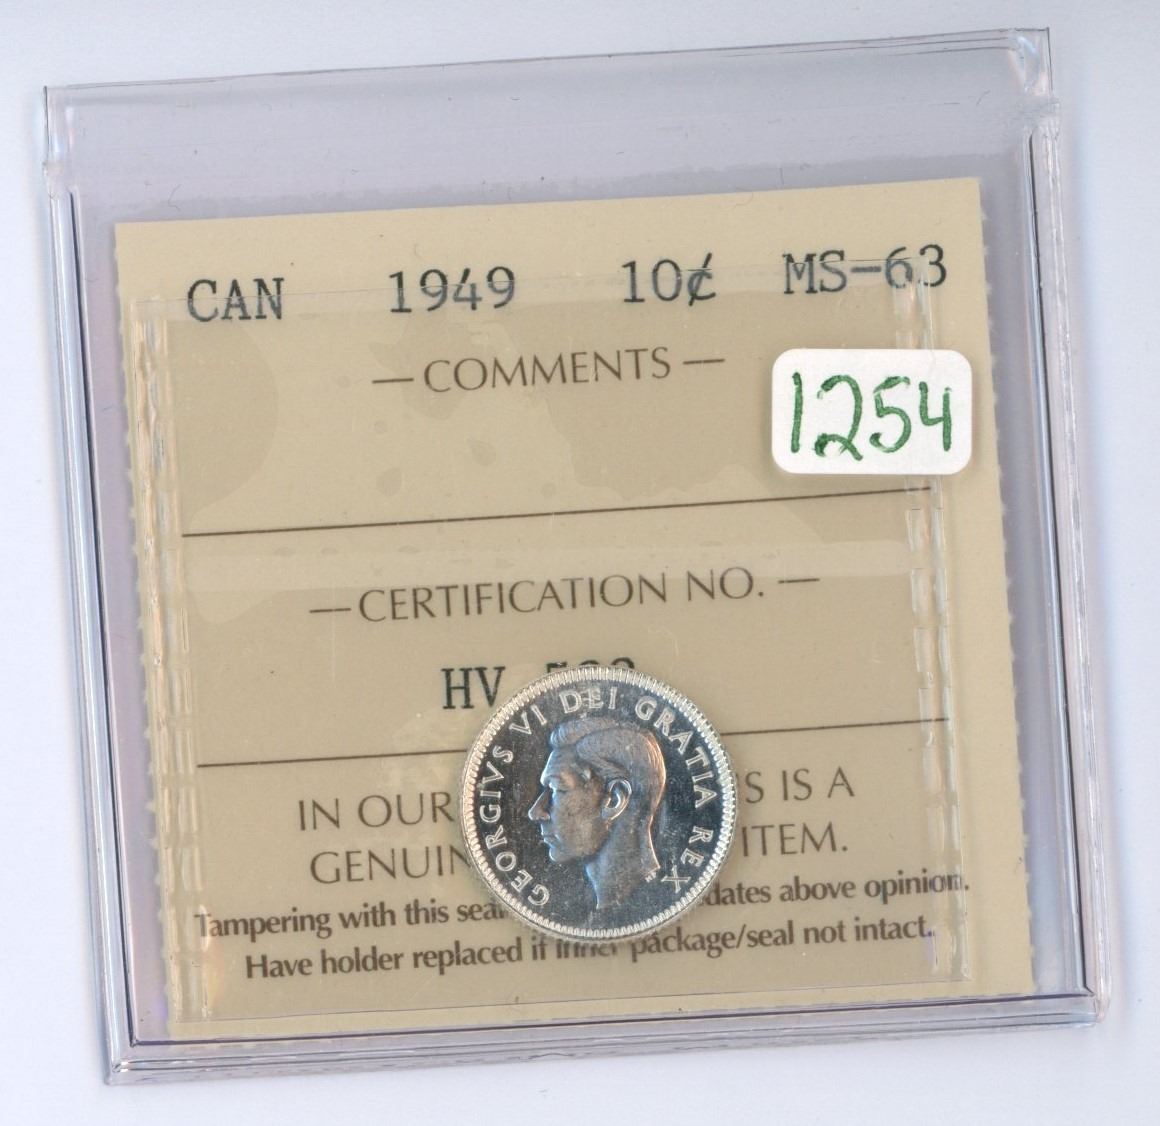 CAN 1949 10¢ MS-63
— COMMENTS —
1254
— CERTIFICATION NO. —
HV
GEORGIVS VI DEI GRATIA REX
IN OUR S IS A
GENUIN ITEM.
Tampering with this sea dates above opinion.
Have holder replaced if inner package/seal not intact.